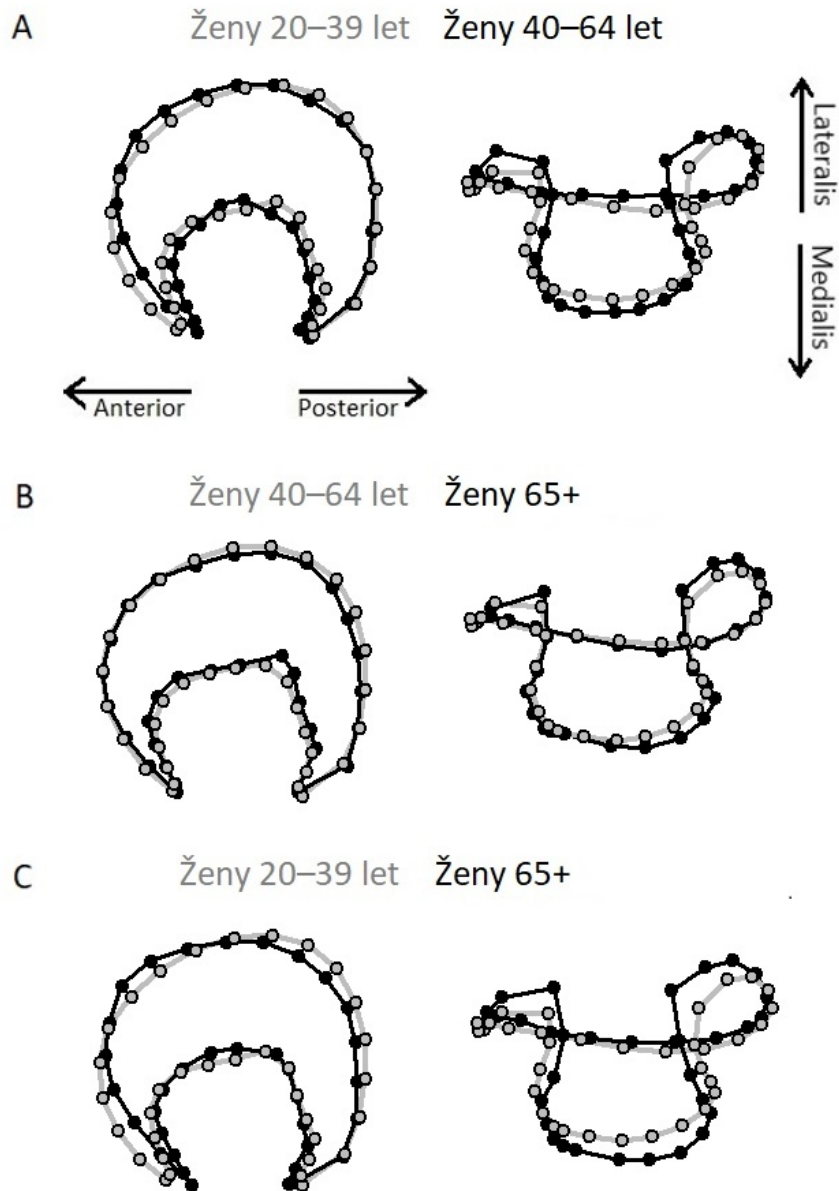 A
Ženy 20–39 let Ženy 40–64 let
Lateralis
Medialis
Anterior
Posterior
B
Ženy 40–64 let Ženy 65+
C
Ženy 20–39 let Ženy 65+